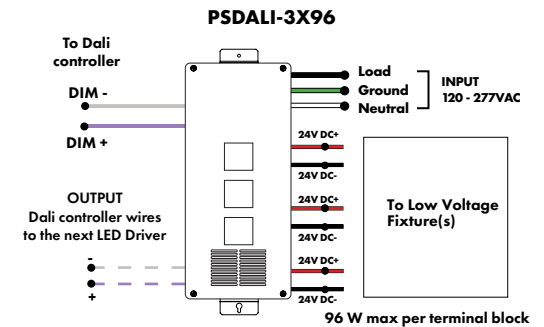 PSDALI-3X96
To Dali
controller
DIM -
DIM +
OUTPUT
Dali controller wires
to the next LED Driver
-
+
Load
Ground
Neutral
INPUT
120 - 277VAC
24V DC+
24V DC-
24V DC+
24V DC-
24V DC+
24V DC-
To Low Voltage
Fixture(s)
96 W max per terminal block